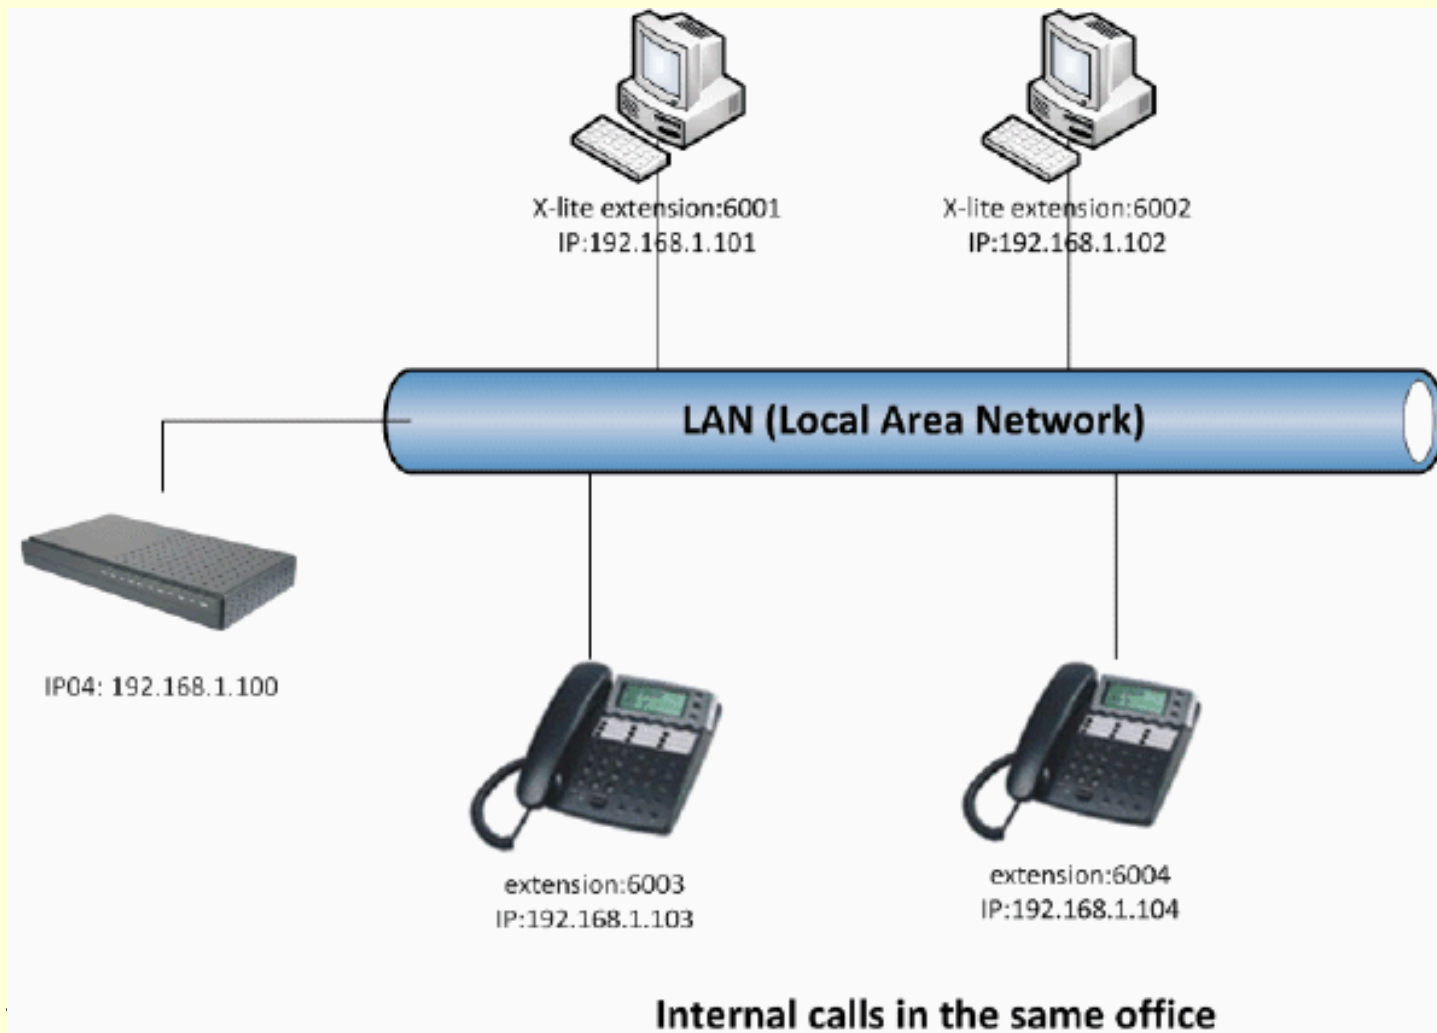 X-lite extension:6001
IP:192.168.1.101
X-lite extension:6002
IP:192.168.1.102
LAN (Local Area Network)
IP04: 192.168.1.100
extension:6003
IP:192.168.1.103
extension:6004
IP:192.168.1.104
Internal calls in the same office